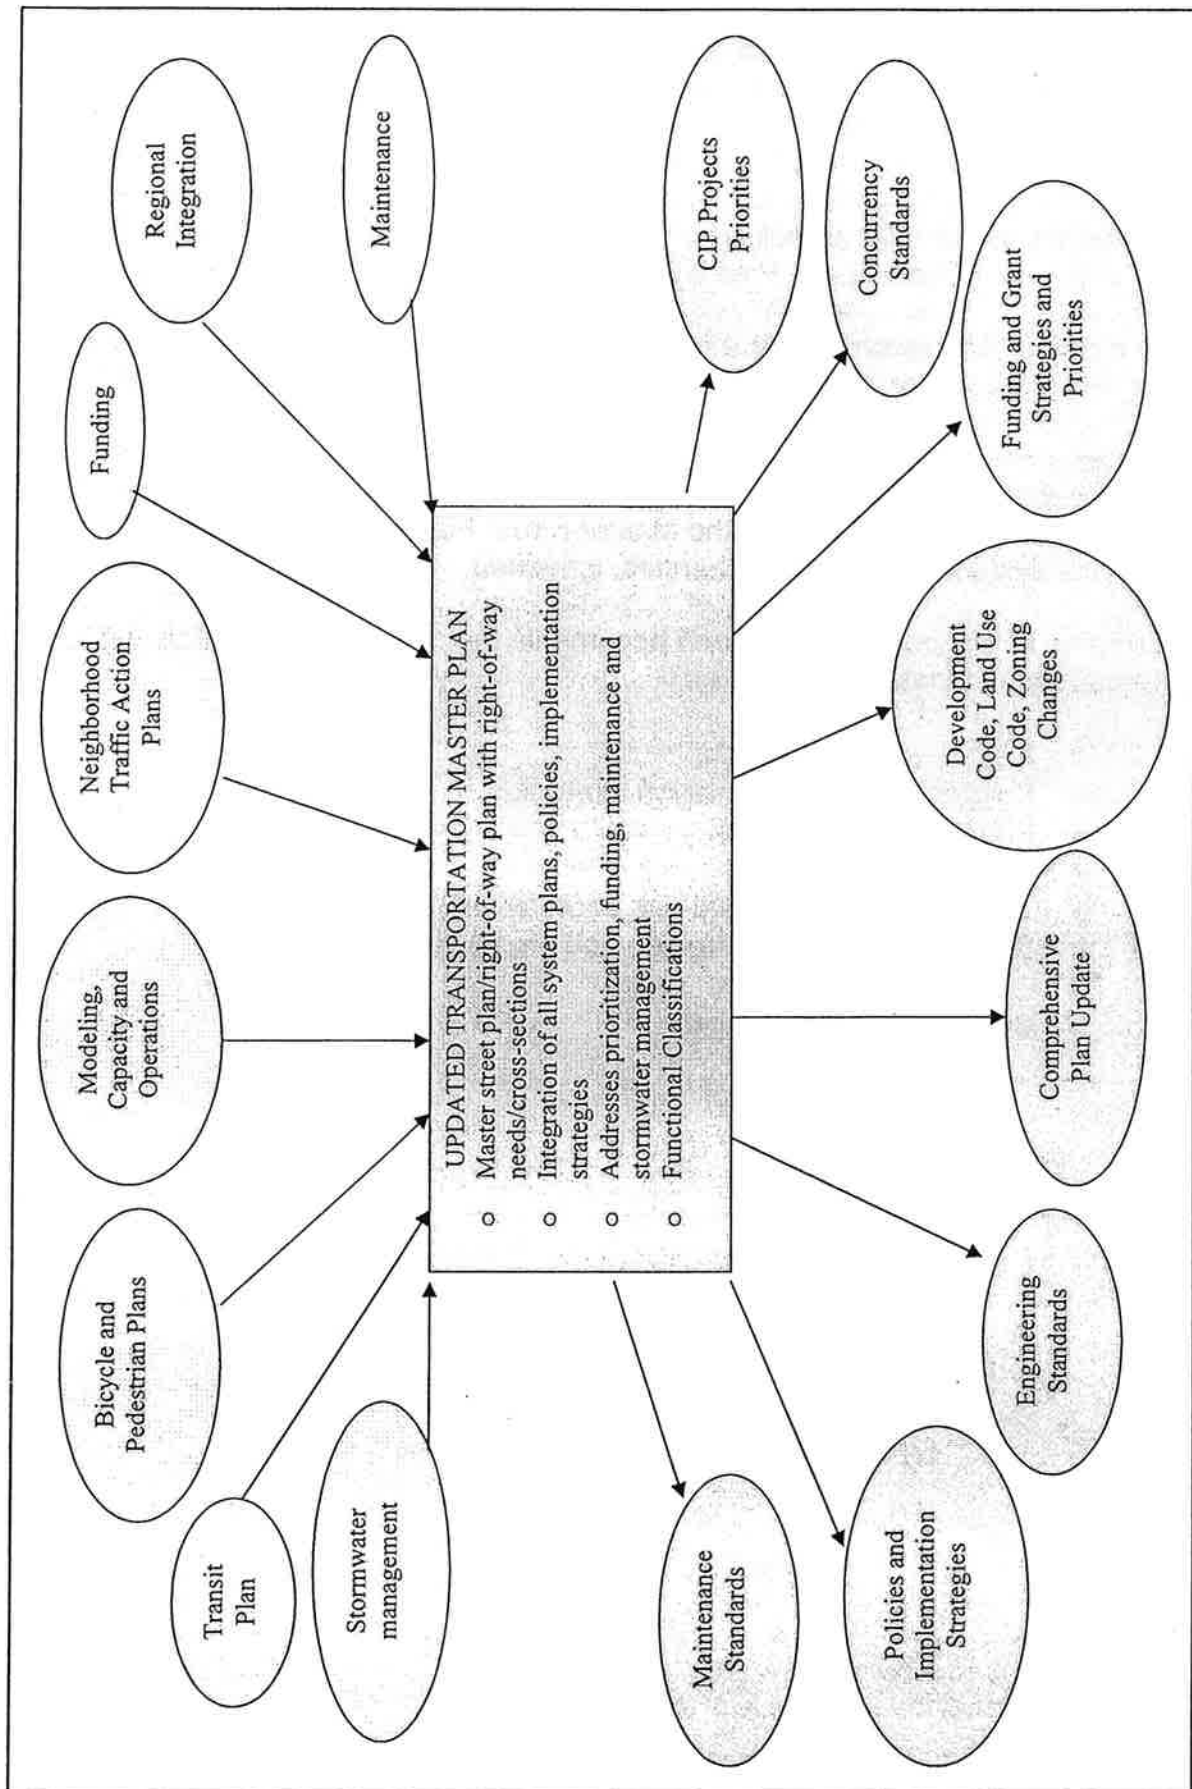 Stormwater
management
Transit
Plan
Bicycle and
Pedestrian Plans
Modeling,
Capacity and
Operations
Neighborhood
Traffic Action
Plans
Funding
Regional
Integration
Maintenance
UPDATED TRANSPORTATION MASTER PLAN
○ Master street plan/right-of-way plan with right-of-way
needs/cross-sections
○ Integration of all system plans, policies, implementation
strategies
○ Addresses prioritization, funding, maintenance and
stormwater management
○ Functional Classifications
Maintenance
Standards
Policies and
Implementation
Strategies
Engineering
Standards
Comprehensive
Plan Update
Development
Code, Land Use
Code, Zoning
Changes
Funding and Grant
Strategies and
Priorities
Concurrency
Standards
CIP Projects
Priorities